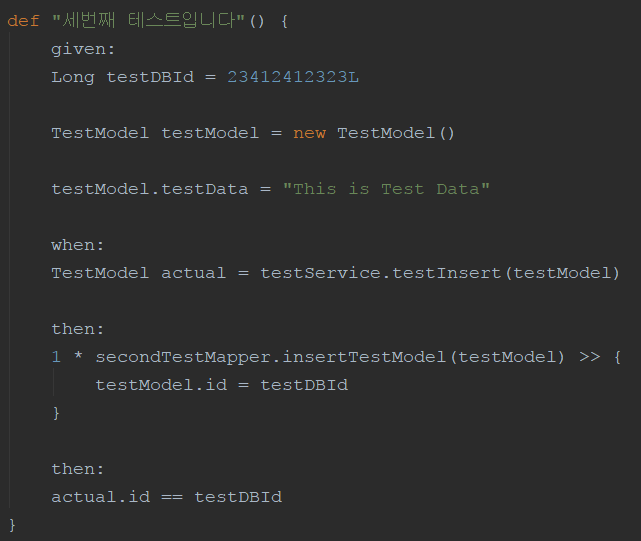 def "세번째 테스트입니다"() {
    given:
    Long testDBId = 23412412323L

    TestModel testModel = new TestModel()

    testModel.testData = "This is Test Data"

    when:
    TestModel actual = testService.testInsert(testModel)

    then:
    1 * secondTestMapper.insertTestModel(testModel) >> {
        testModel.id = testDBId
    }

    then:
    actual.id == testDBId
}